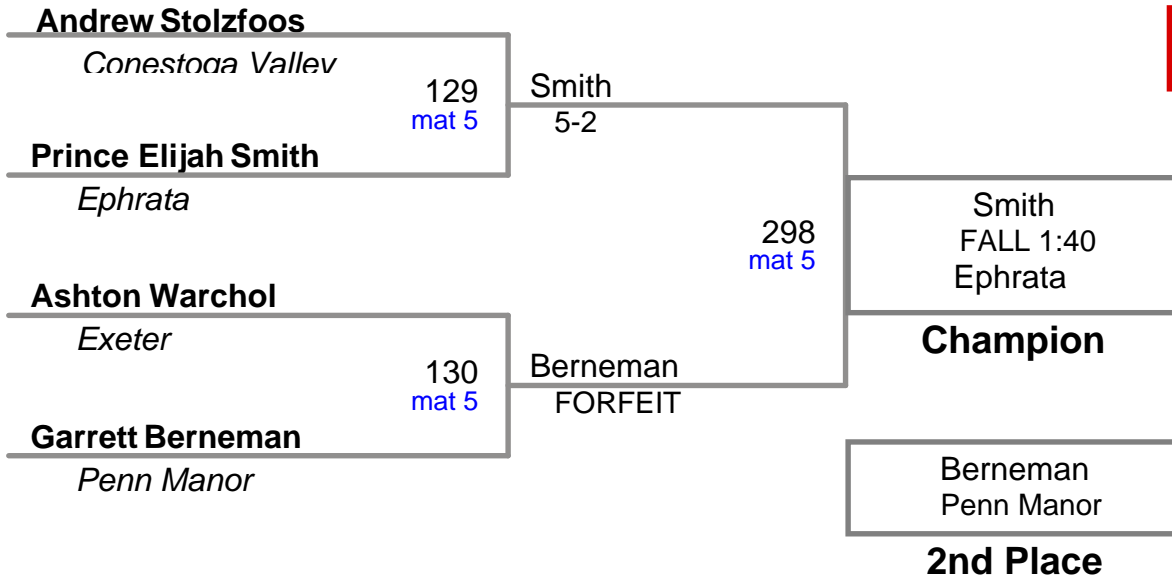 Andrew Stolzfoos
Conestoga Valley
129
mat 5
Smith
5-2
Prince Elijah Smith
Ephrata
298
mat 5
Smith
FALL 1:40
Ephrata
Champion
Ashton Warchol
Exeter
130
mat 5
Berneman
FORFEIT
Garrett Berneman
Penn Manor
Berneman
Penn Manor
2nd Place